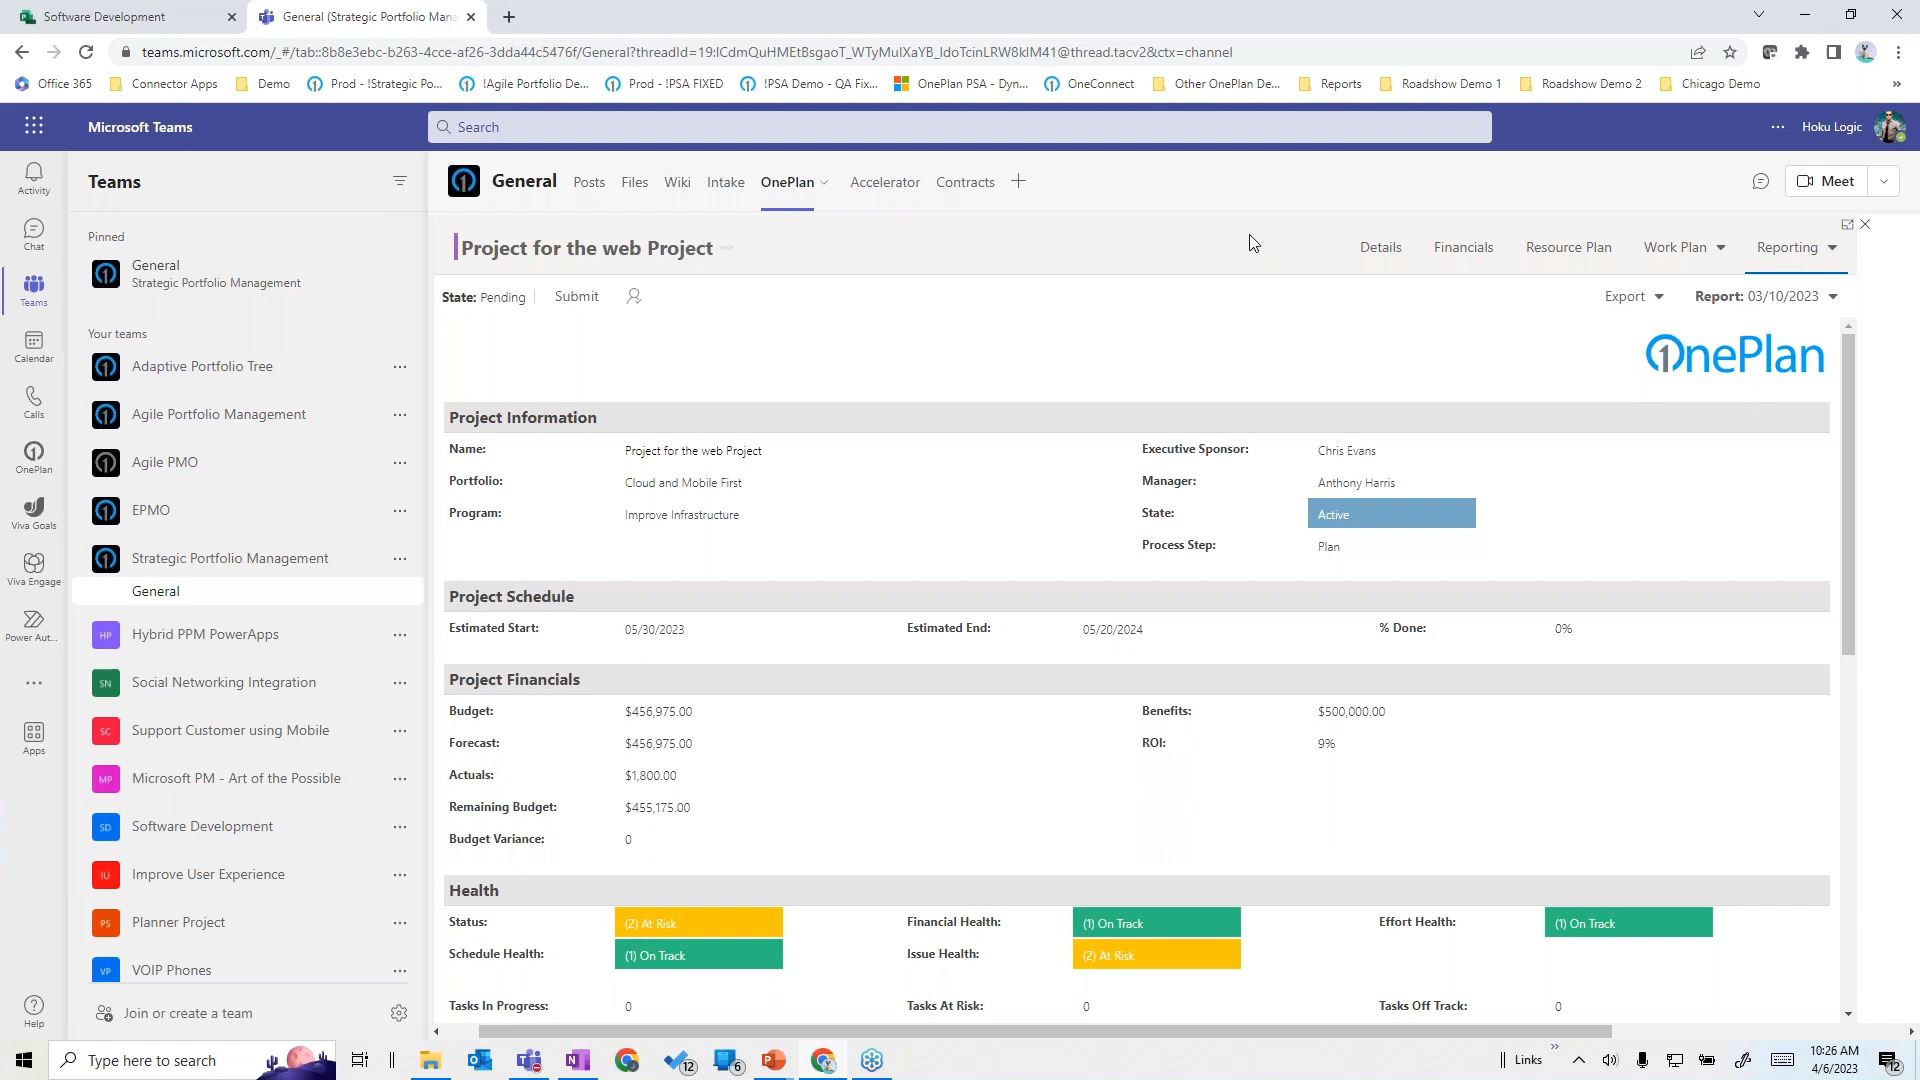 Software Development
General (Strategic Portfolio Mana
teams.microsoft.com/_#/tab::8b8e3ebc-b263-4cce-af26-3dda44c5476f/General?threadId=19:lCdmQuHMEtBsgaoT_WTyMulXaYB_ldoTcinLRW8klM41@thread.tacv2&ctx=channel
Office 365
Connector Apps
Demo
Prod - !Strategic Po...
!Agile Portfolio De...
Prod - !PSA FIXED
!PSA Demo - QA Fix...
OnePlan PSA - Dyn...
OneConnect
Other OnePlan De...
Reports
Roadshow Demo 1
Roadshow Demo 2
Chicago Demo
»
Microsoft Teams
Search
Hoku Logic
Activity
Chat
Teams
Calendar
Calls
OnePlan
Viva Goals
Viva Engage
Power Aut...
Apps
Help
Teams
Pinned
General
Strategic Portfolio Management
Your teams
Adaptive Portfolio Tree
Agile Portfolio Management
Agile PMO
EPMO
Strategic Portfolio Management
General
HP Hybrid PPM PowerApps
SN Social Networking Integration
SC Support Customer using Mobile
MP Microsoft PM - Art of the Possible
SD Software Development
IU Improve User Experience
PS Planner Project
VP VOIP Phones
Join or create a team
General Posts Files Wiki Intake OnePlan Accelerator Contracts
Meet
Project for the web Project
Details Financials Resource Plan Work Plan Reporting
State: Pending Submit
Export Report: 03/10/2023
OnePlan
Project Information
Name: Project for the web Project Executive Sponsor: Chris Evans
Portfolio: Cloud and Mobile First Manager: Anthony Harris
Program: Improve Infrastructure State: Active
Process Step: Plan
Project Schedule
Estimated Start: 05/30/2023 Estimated End: 05/20/2024 % Done: 0%
Project Financials
Budget: $456,975.00 Benefits: $500,000.00
Forecast: $456,975.00 ROI: 9%
Actuals: $1,800.00
Remaining Budget: $455,175.00
Budget Variance: 0
Health
Status: (2) At Risk Financial Health: (1) On Track Effort Health: (1) On Track
Schedule Health: (1) On Track Issue Health: (2) At Risk
Tasks In Progress: 0 Tasks At Risk: 0 Tasks Off Track: 0
Type here to search
12
6
Links
»
10:26 AM
4/6/2023
12